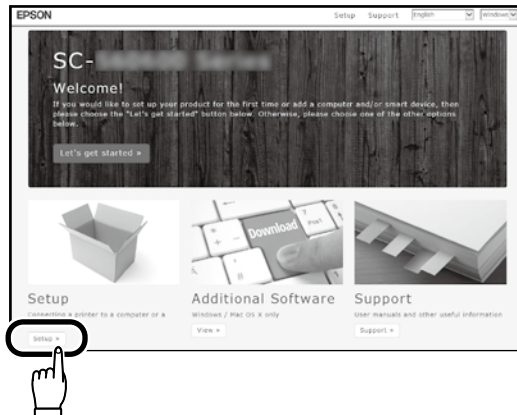 EPSON
Setup Support English Windows
SC-
Welcome!
If you would like to set up your product for the first time or add a computer and/or smart device, then
please choose the "Let's get started" button below. Otherwise, please choose one of the other options
below.
Let's get started »
Download
Setup
Connecting a printer to a computer or a
Setup »
Additional Software
Windows / Mac OS X only
View »
Support
User manuals and other useful information
Support »